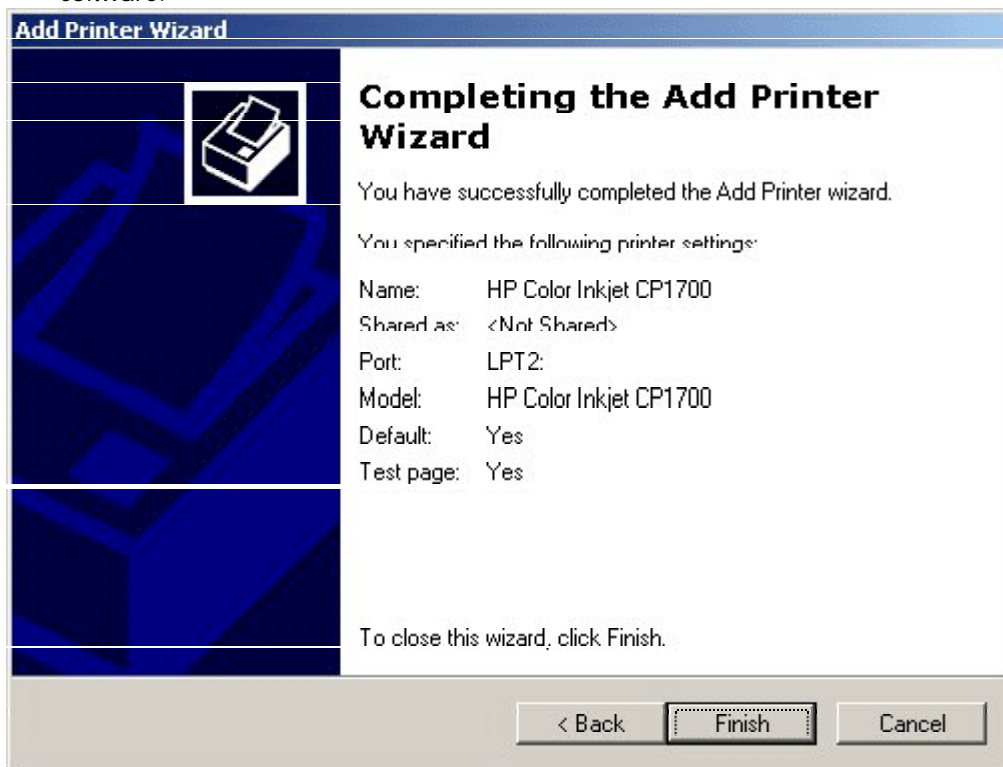 Add Printer Wizard
Completing the Add Printer
Wizard
You have successfully completed the Add Printer wizard.
You specified the following printer settings:
Name: HP Color Inkjet CP1700
Shared as: <Not Shared>
Port: LPT2:
Model: HP Color Inkjet CP1700
Default: Yes
Test page: Yes
To close this wizard, click Finish.
< Back Finish Cancel